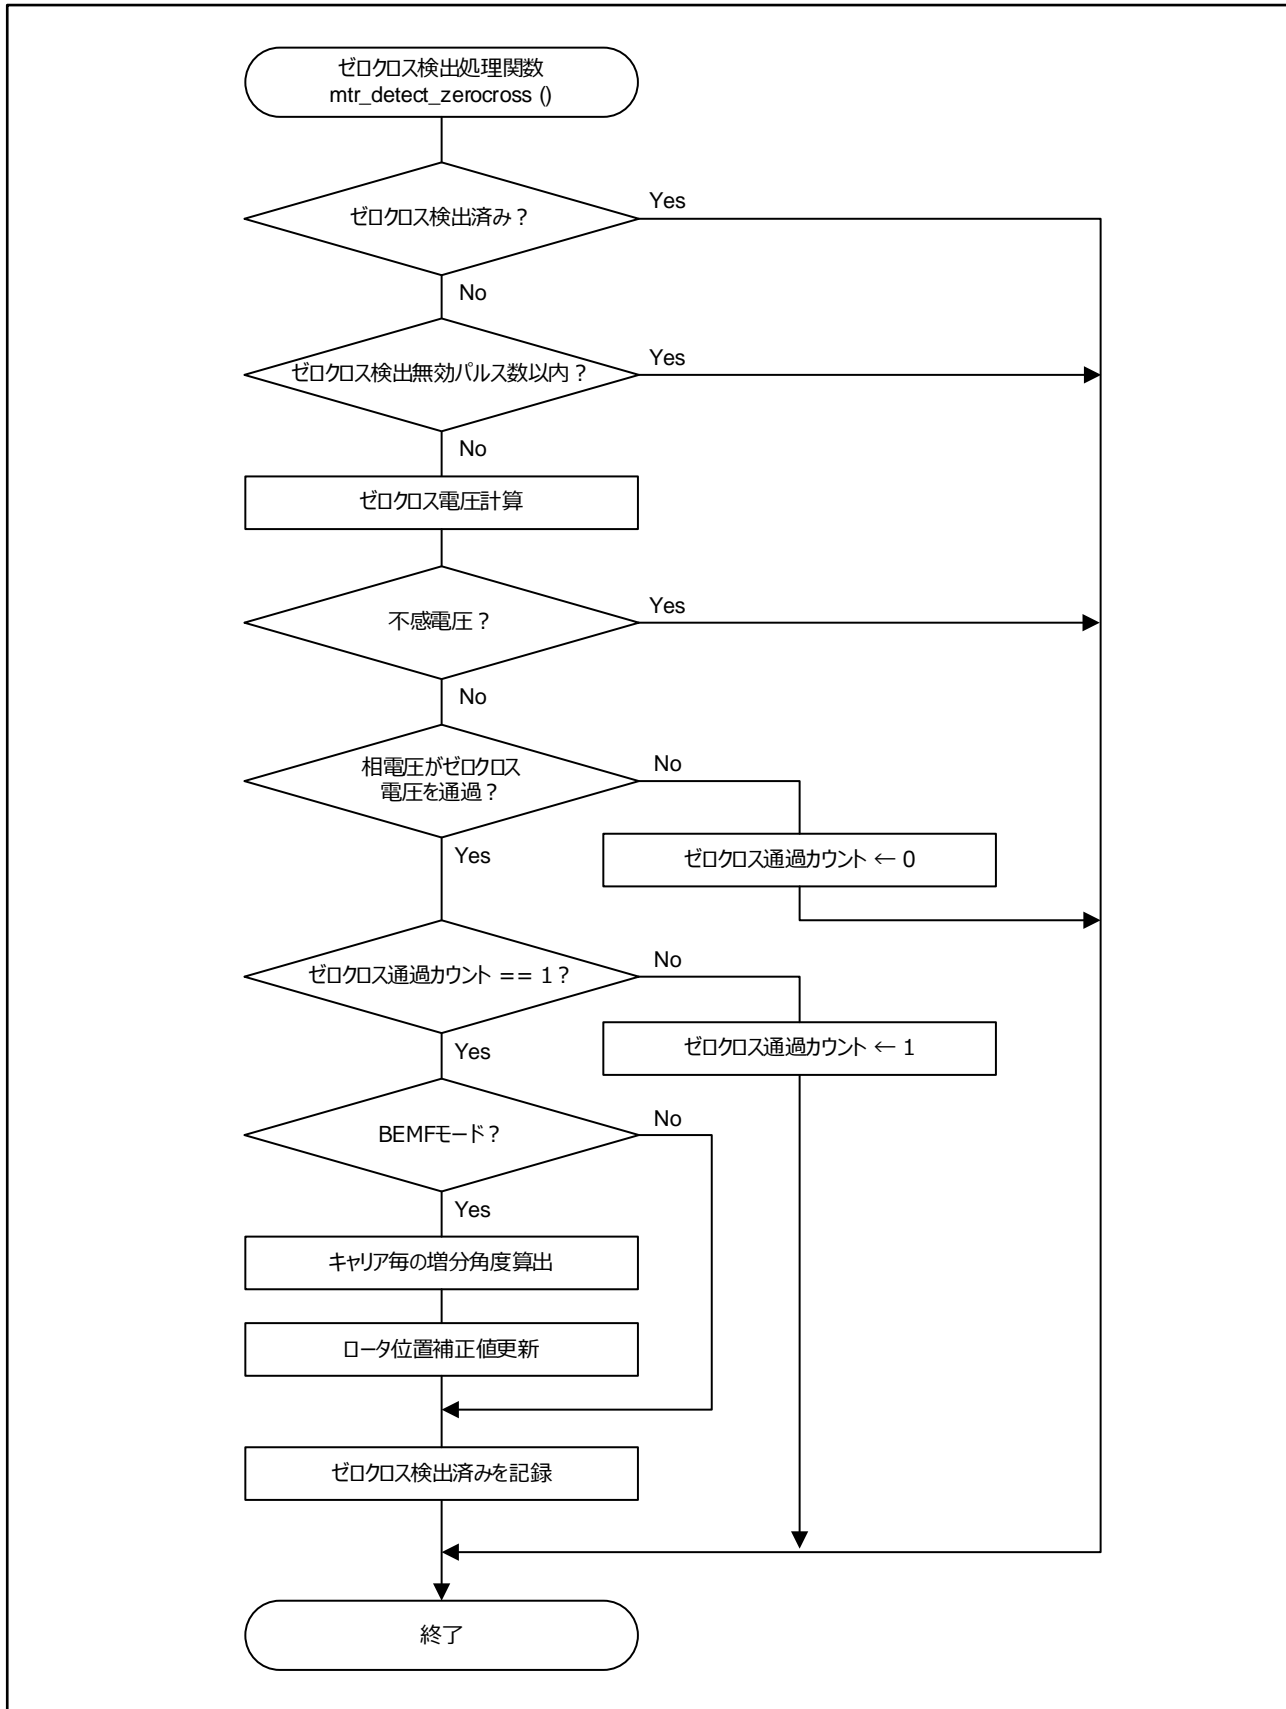 ゼロクロス検出処理関数
mtr_detect_zerocross ()
ゼロクロス検出済み？
Yes
No
ゼロクロス検出無効パルス数以内？
Yes
No
ゼロクロス電圧計算
不感電圧？
Yes
No
相電圧がゼロクロス
電圧を通過？
No
Yes
ゼロクロス通過カウント ← 0
ゼロクロス通過カウント == 1？
No
Yes
ゼロクロス通過カウント ← 1
BEMFモード？
No
Yes
キャリア毎の増分角度算出
ロータ位置補正値更新
ゼロクロス検出済みを記録
終了